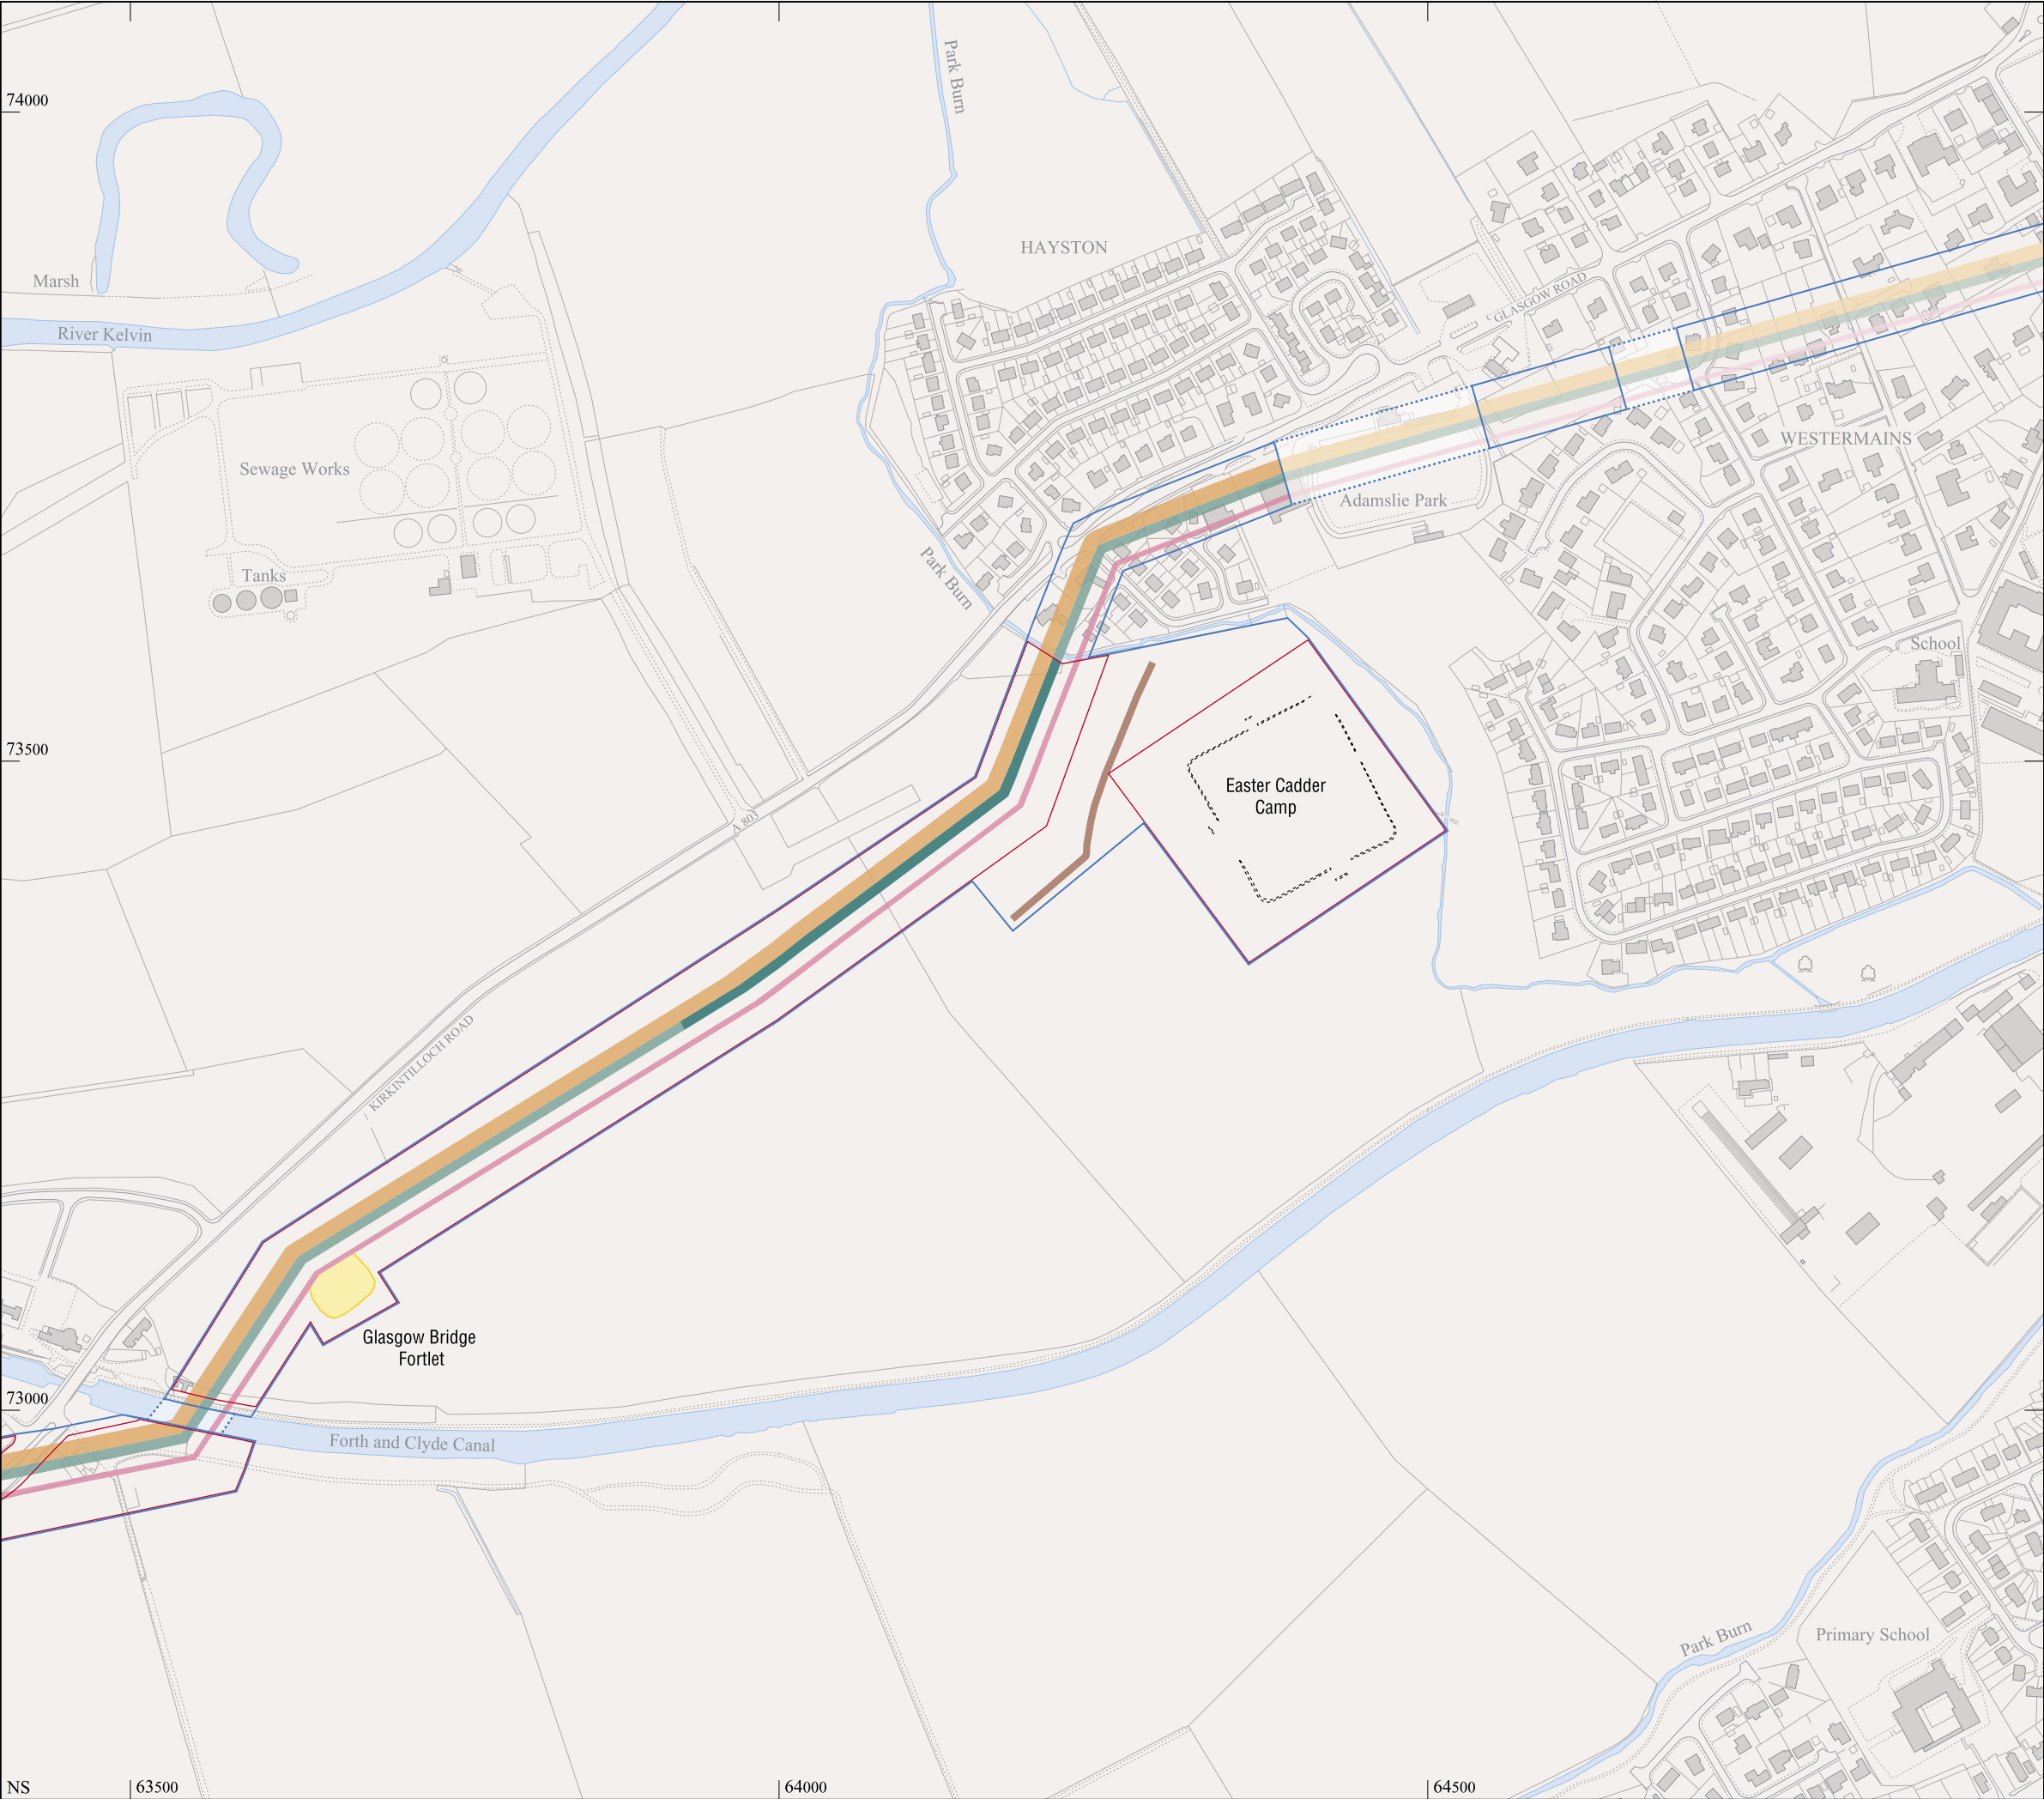 Park Burn
74000
HAYSTON
Marsh
GLASGOW ROAD
River Kelvin
WESTERMAINS
Sewage Works
Adamslie Park
Tanks
Park Burn
School
73500
Easter Cadder
Camp
A 803
KIRKINTILLOCH ROAD
Glasgow Bridge
Fortlet
73000
Forth and Clyde Canal
Park Burn
Primary School
NS
63500
64000
64500